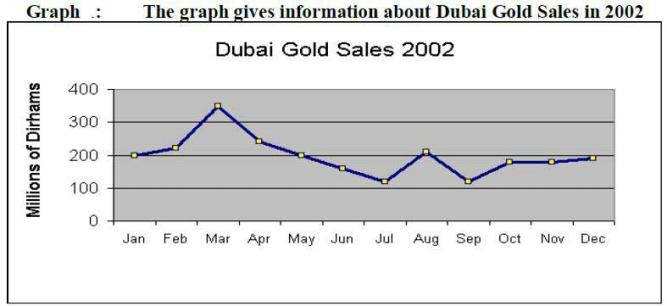 Graph .: The graph gives information about Dubai Gold Sales in 2002
Dubai Gold Sales 2002
Millions of Dirhams
400
300
200
100
0
Jan Feb Mar Apr May Jun Jul Aug Sep Oct Nov Dec